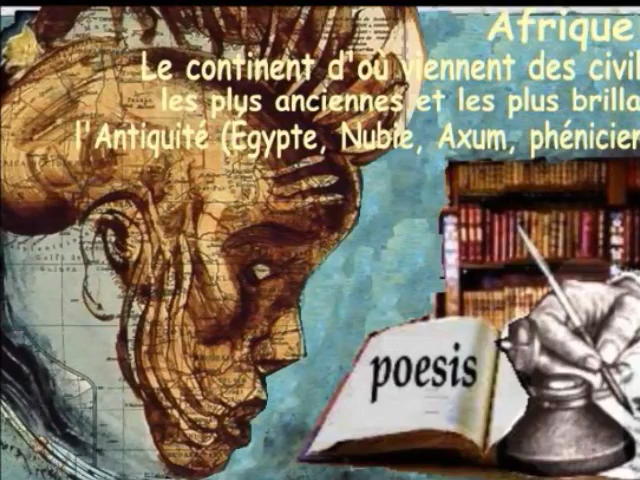 Afrique
Le continent d'où viennent des civil
les plus anciennes et les plus brilla
l'Antiquité (Égypte, Nubie, Axum, phénicien
poesis